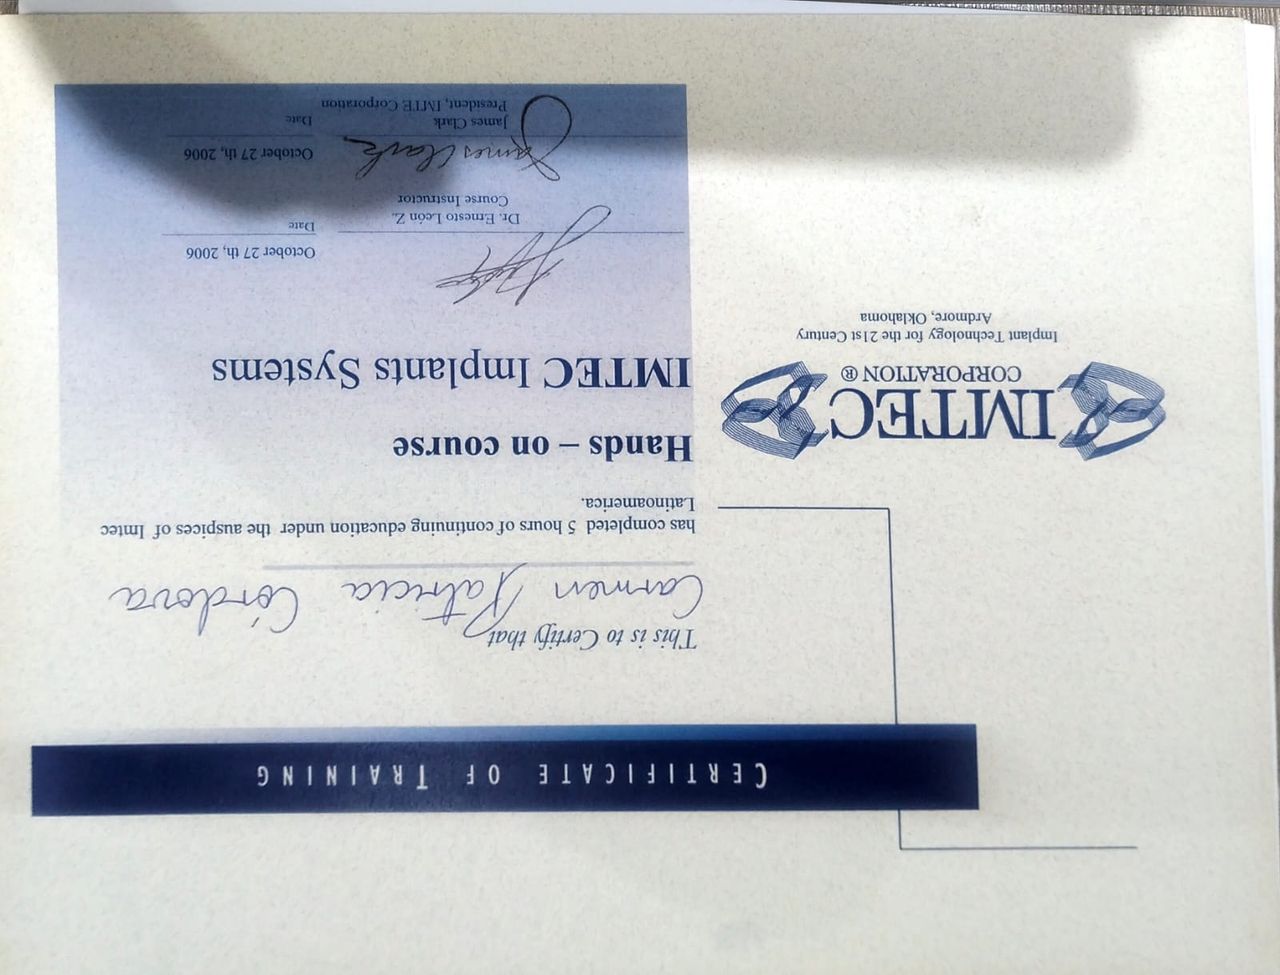 CERTIFICATE OF TRAINING
This is to Certify that
Carmen Patricia Córdova
has completed 5 hours of continuing education under the auspices of Imtec
Latinoamerica.
IMTEC
CORPORATION ®
Implant Technology for the 21st Century
Ardmore, Oklahoma
Hands – on course
IMTEC Implants Systems
October 27 th, 2006
Dr. Ernesto León Z.
Date
Course Instructor
James Clark
October 27 th, 2006
James Clark
Date
President, IMTE Corporation